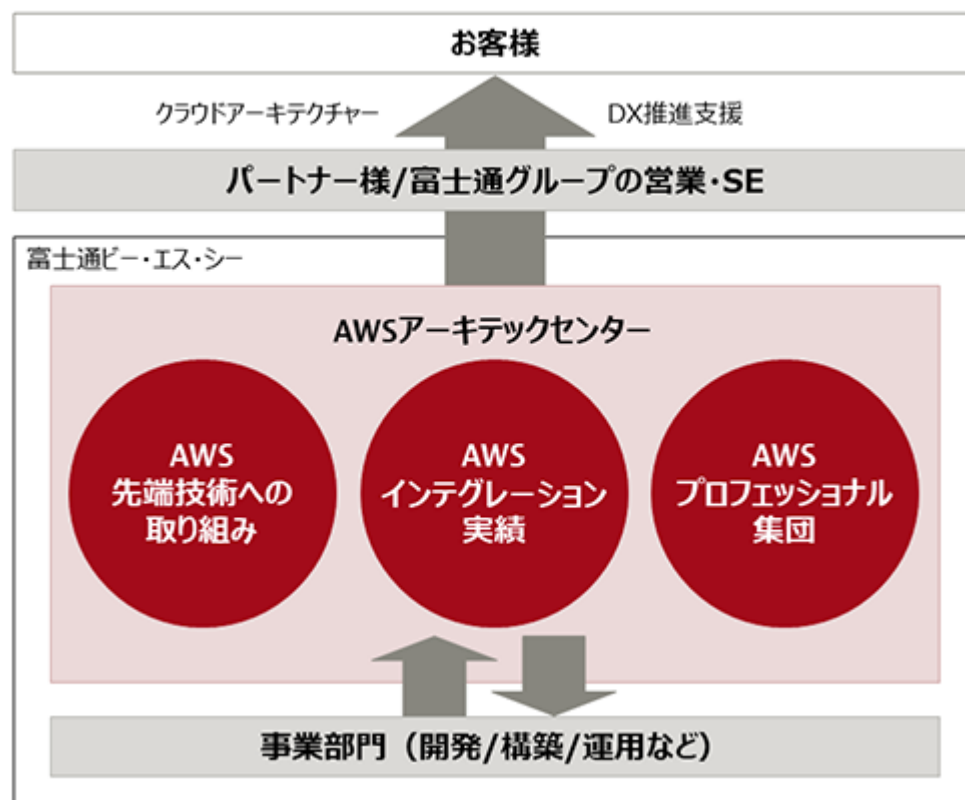 お客様
クラウドアーキテクチャー
DX推進支援
パートナー様/富士通グループの営業・SE
富士通ビー・エス・シー
AWSアーキテックセンター
AWS
先端技術への
取り組み
AWS
インテグレーション
実績
AWS
プロフェッショナル
集団
事業部門（開発/構築/運用など）